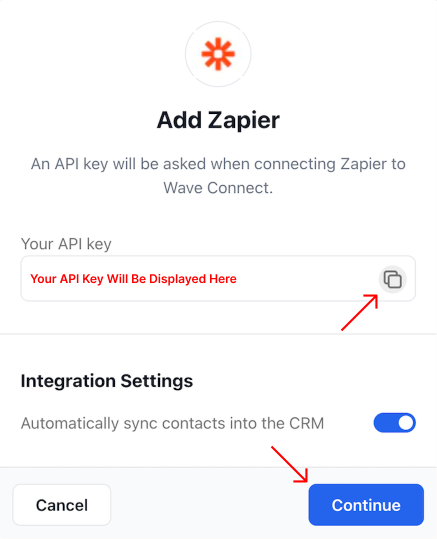 Add Zapier
An API key will be asked when connecting Zapier to
Wave Connect.
Your API key
Your API Key Will Be Displayed Here
Integration Settings
Automatically sync contacts into the CRM
Cancel
Continue